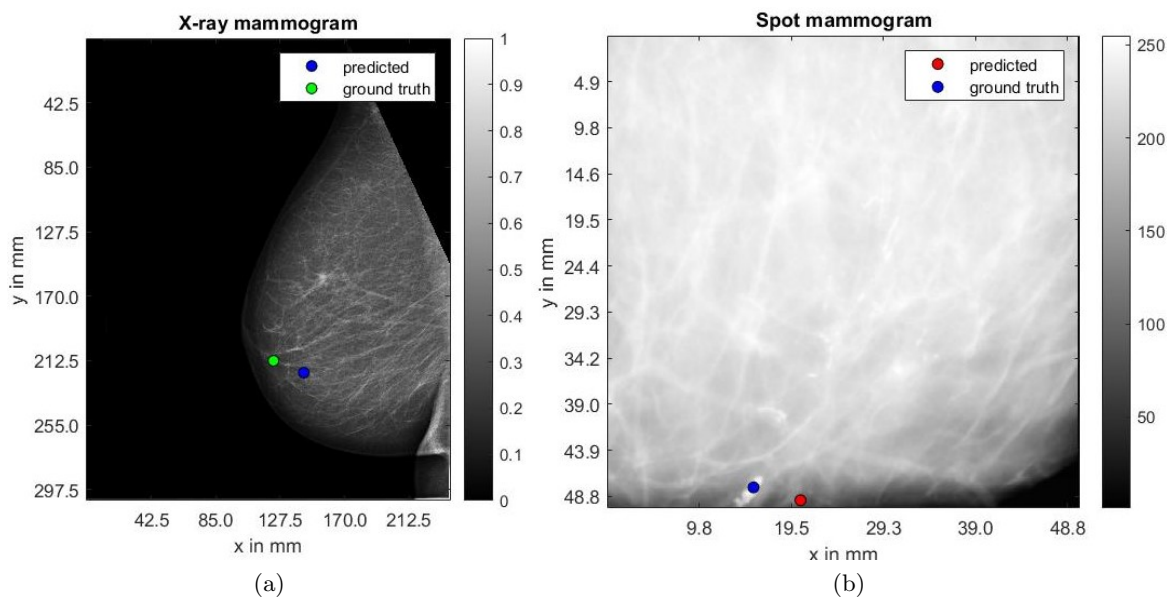 X-ray mammogram
predicted
ground truth
y in mm
42.5
85.0
127.5
170.0
212.5
255.0
297.5
42.5 85.0 127.5 170.0 212.5
x in mm
1
0.9
0.8
0.7
0.6
0.5
0.4
0.3
0.2
0.1
0
(a)
Spot mammogram
predicted
ground truth
y in mm
4.9
9.8
14.6
19.5
24.4
29.3
34.2
39.0
43.9
48.8
9.8 19.5 29.3 39.0 48.8
x in mm
250
200
150
100
50
(b)